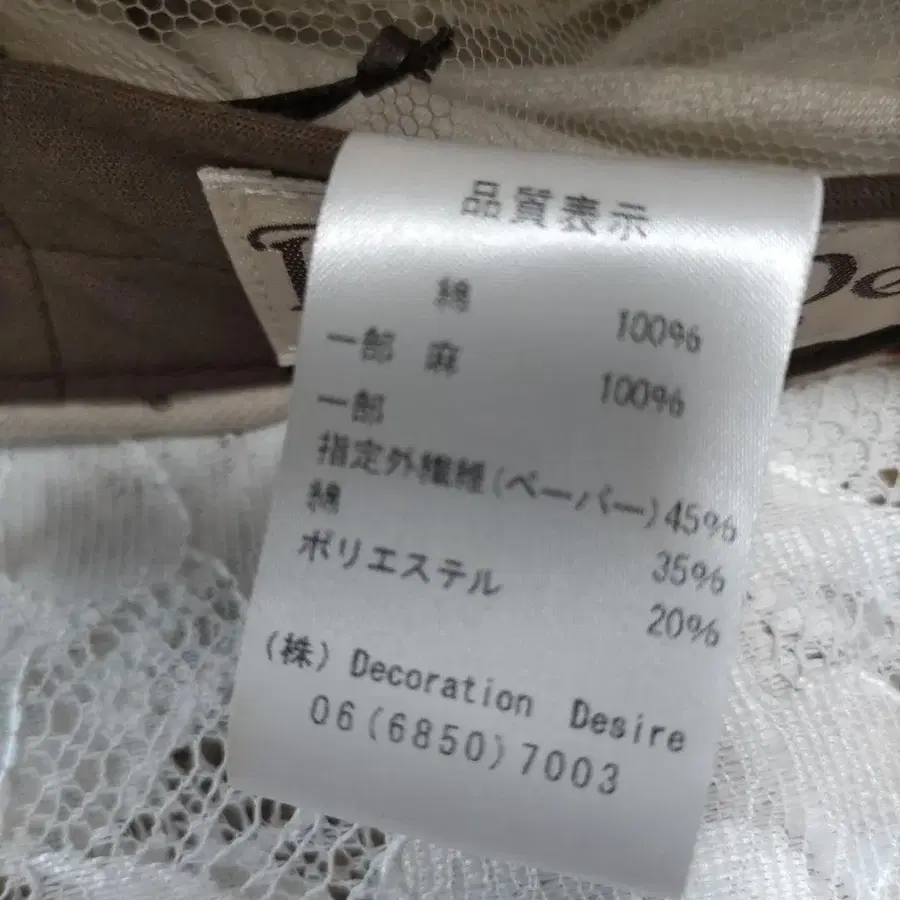 品質表示
綿 100%
一部 麻 100%
一部
指定外繊維(ペーパー)45%
綿 35%
ポリエステル 20%
(株) Decoration Desire
06(6850)7003